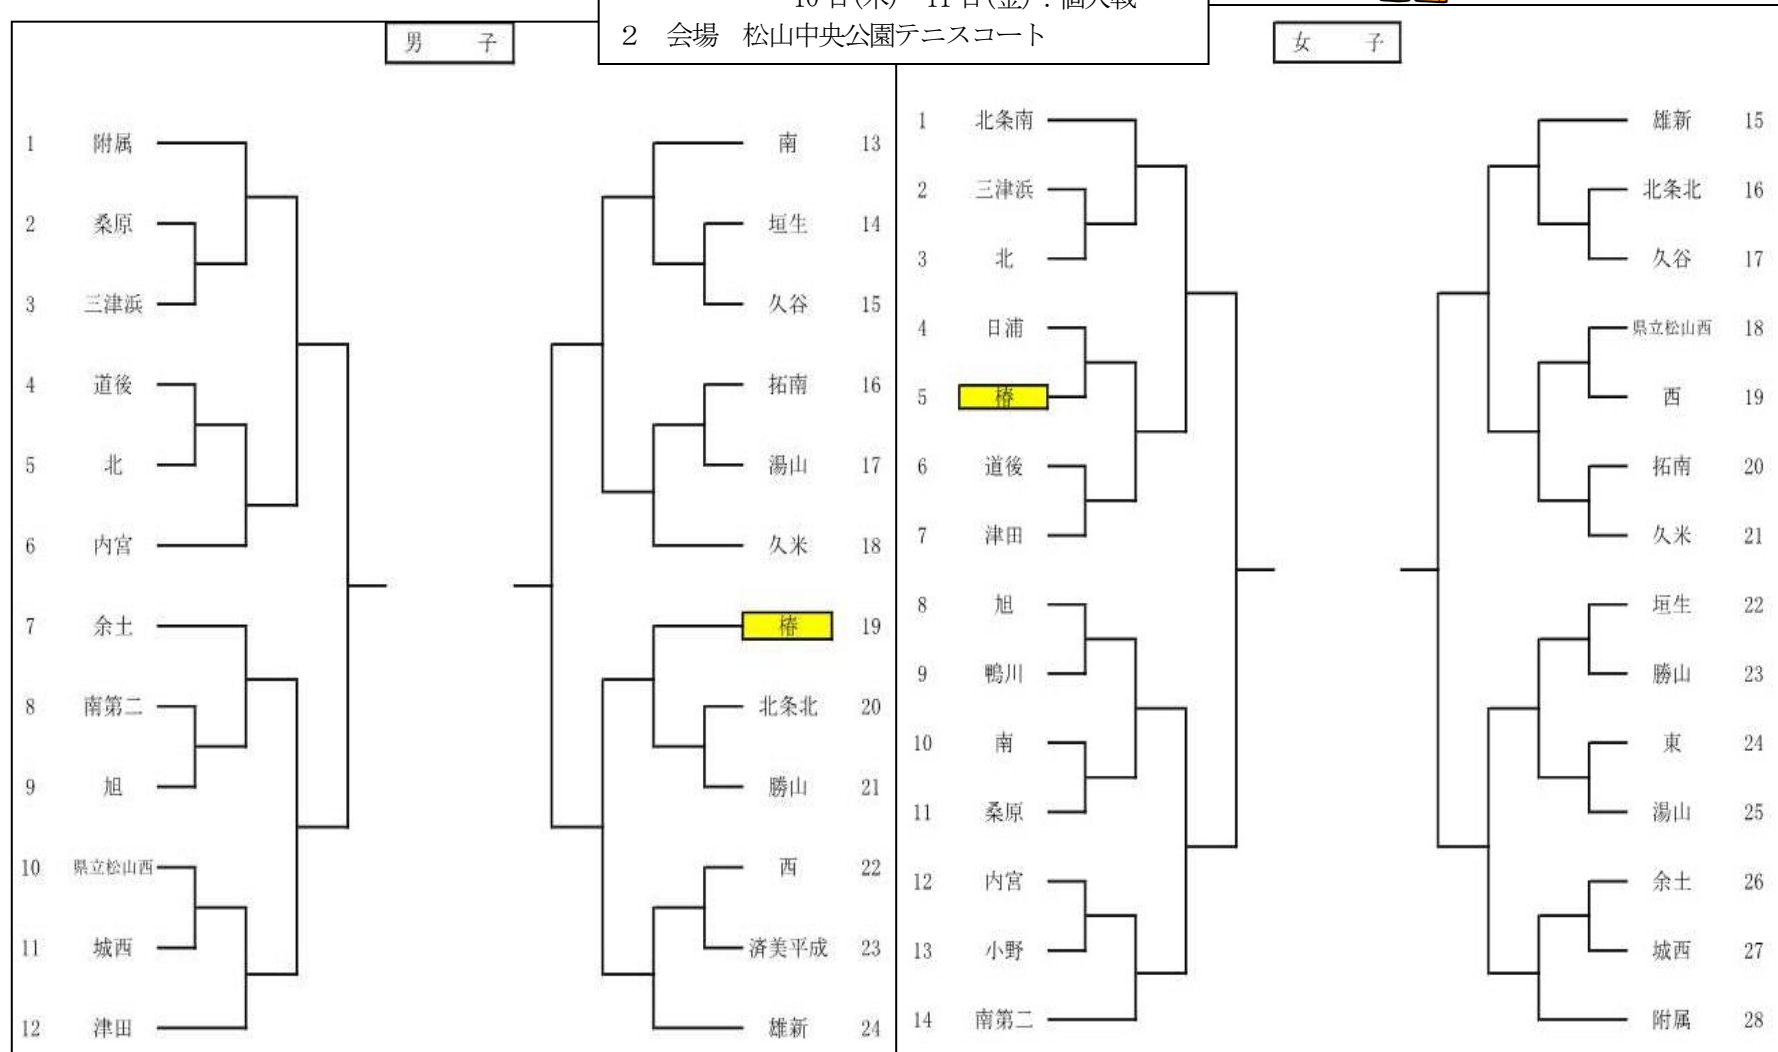 10日(木)・11日(金)：個人戦
2　会場　松山中央公園テニスコート
男　子
1 附属
2 桑原
3 三津浜
4 道後
5 北
6 内宮
7 余土
8 南第二
9 旭
10 県立松山西
11 城西
12 津田
南 13
垣生 14
久谷 15
拓南 16
湯山 17
久米 18
椿 19
北条北 20
勝山 21
西 22
済美平成 23
雄新 24
女　子
1 北条南
2 三津浜
3 北
4 日浦
5 椿
6 道後
7 津田
8 旭
9 鴨川
10 南
11 桑原
12 内宮
13 小野
14 南第二
雄新 15
北条北 16
久谷 17
県立松山西 18
西 19
拓南 20
久米 21
垣生 22
勝山 23
東 24
湯山 25
余土 26
城西 27
附属 28